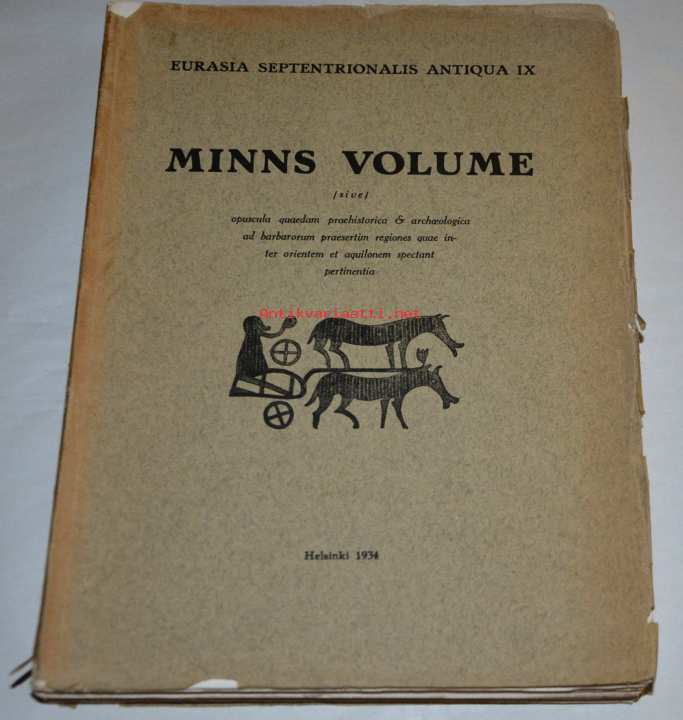 EURASIA SEPTENTRIONALIS ANTIQUA IX
MINNS VOLUME
/sive/
opuscula quaedam praehistorica & archæologica
ad barbarorum praesertim regiones quae in-
ter orientem et aquilonem spectant
pertinentia
Antikvariaatti.net
Helsinki 1934